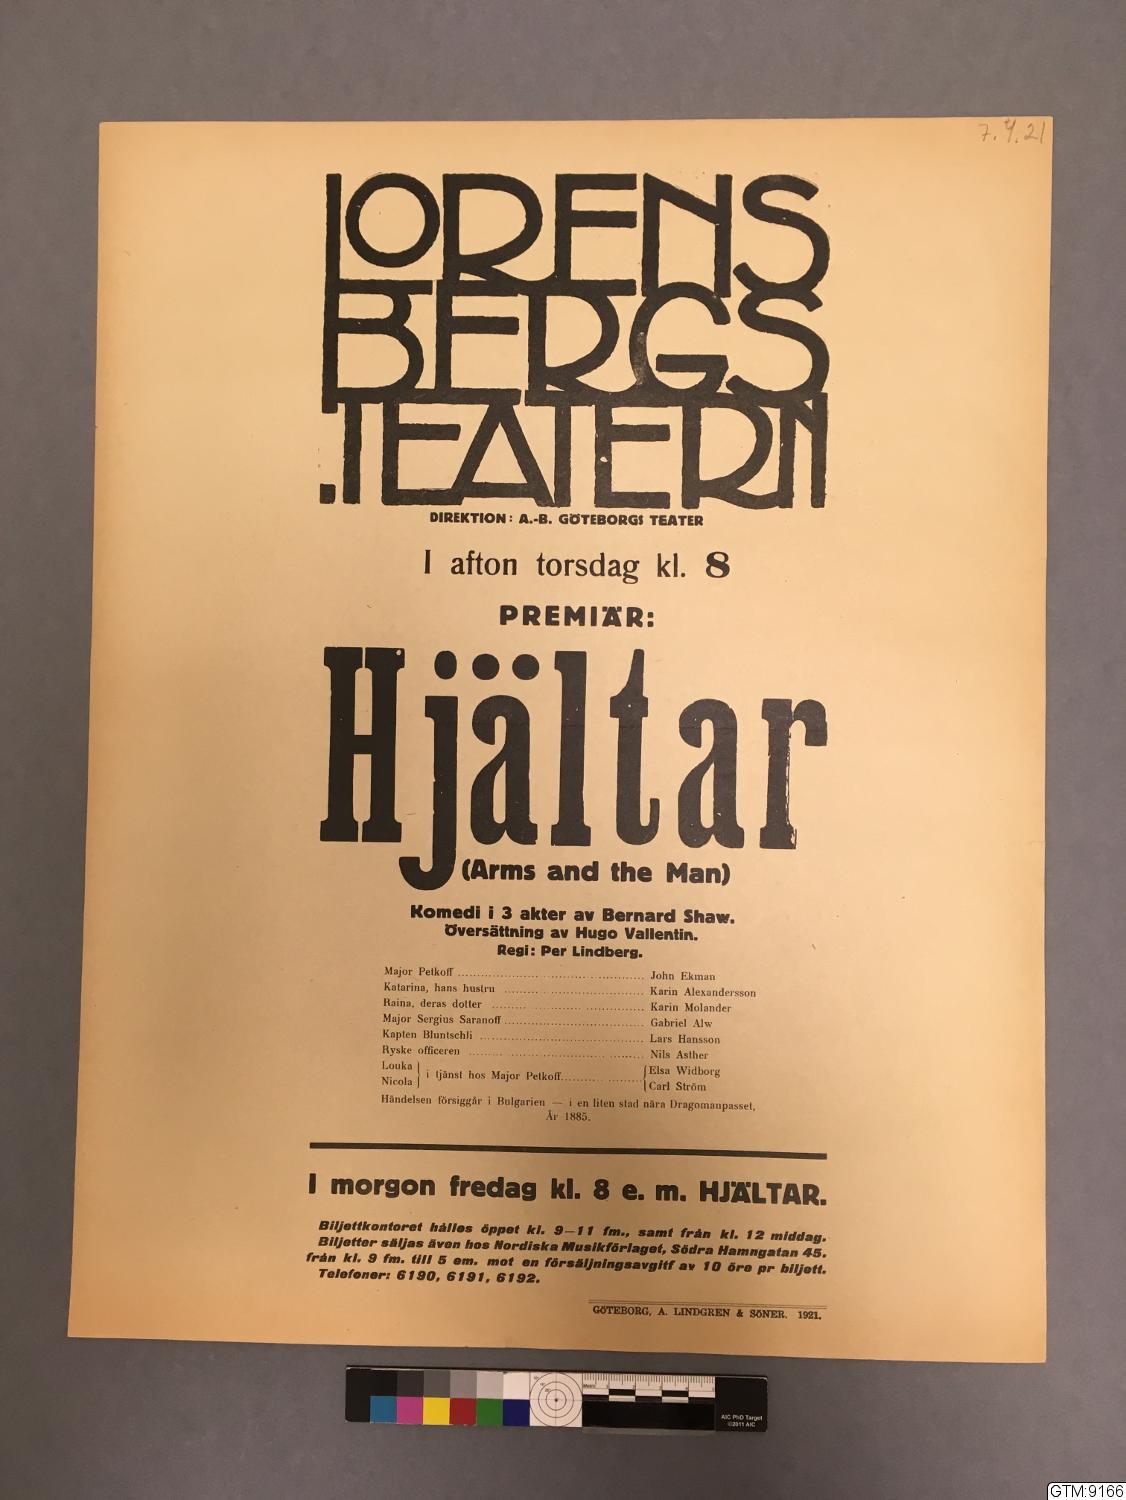 7.4.21
LORENS
BERGS
.TEATERN
DIREKTION: A.-B. GÖTEBORGS TEATER
I afton torsdag kl. 8
PREMIÄR:
Hjältar
(Arms and the Man)
Komedi i 3 akter av Bernard Shaw.
Översättning av Hugo Vallentin.
Regi: Per Lindberg.
Major Petkoff ........ John Ekman
Katarina, hans hustru ........ Karin Alexandersson
Raina, deras dotter ........ Karin Molander
Major Sergius Saranoff ........ Gabriel Alw
Kapten Bluntschli ........ Lars Hansson
Ryske officeren ........ Nils Asther
Louka } i tjänst hos Major Petkoff ........ { Elsa Widborg
Nicola } { Carl Ström
Händelsen försiggår i Bulgarien — i en liten stad nära Dragomanpasset,
År 1885.
I morgon fredag kl. 8 e. m. HJÄLTAR.
Biljettkontoret hålles öppet kl. 9—11 fm., samt från kl. 12 middag.
Biljetter säljas även hos Nordiska Musikförlaget, Södra Hamngatan 45.
från kl. 9 fm. till 5 em. mot en försäljningsavgitf av 10 öre pr biljett.
Telefoner: 6190, 6191, 6192.
GÖTEBORG, A. LINDGREN & SÖNER. 1921.
AIC PhD Target
©2011 AIC
GTM:9166